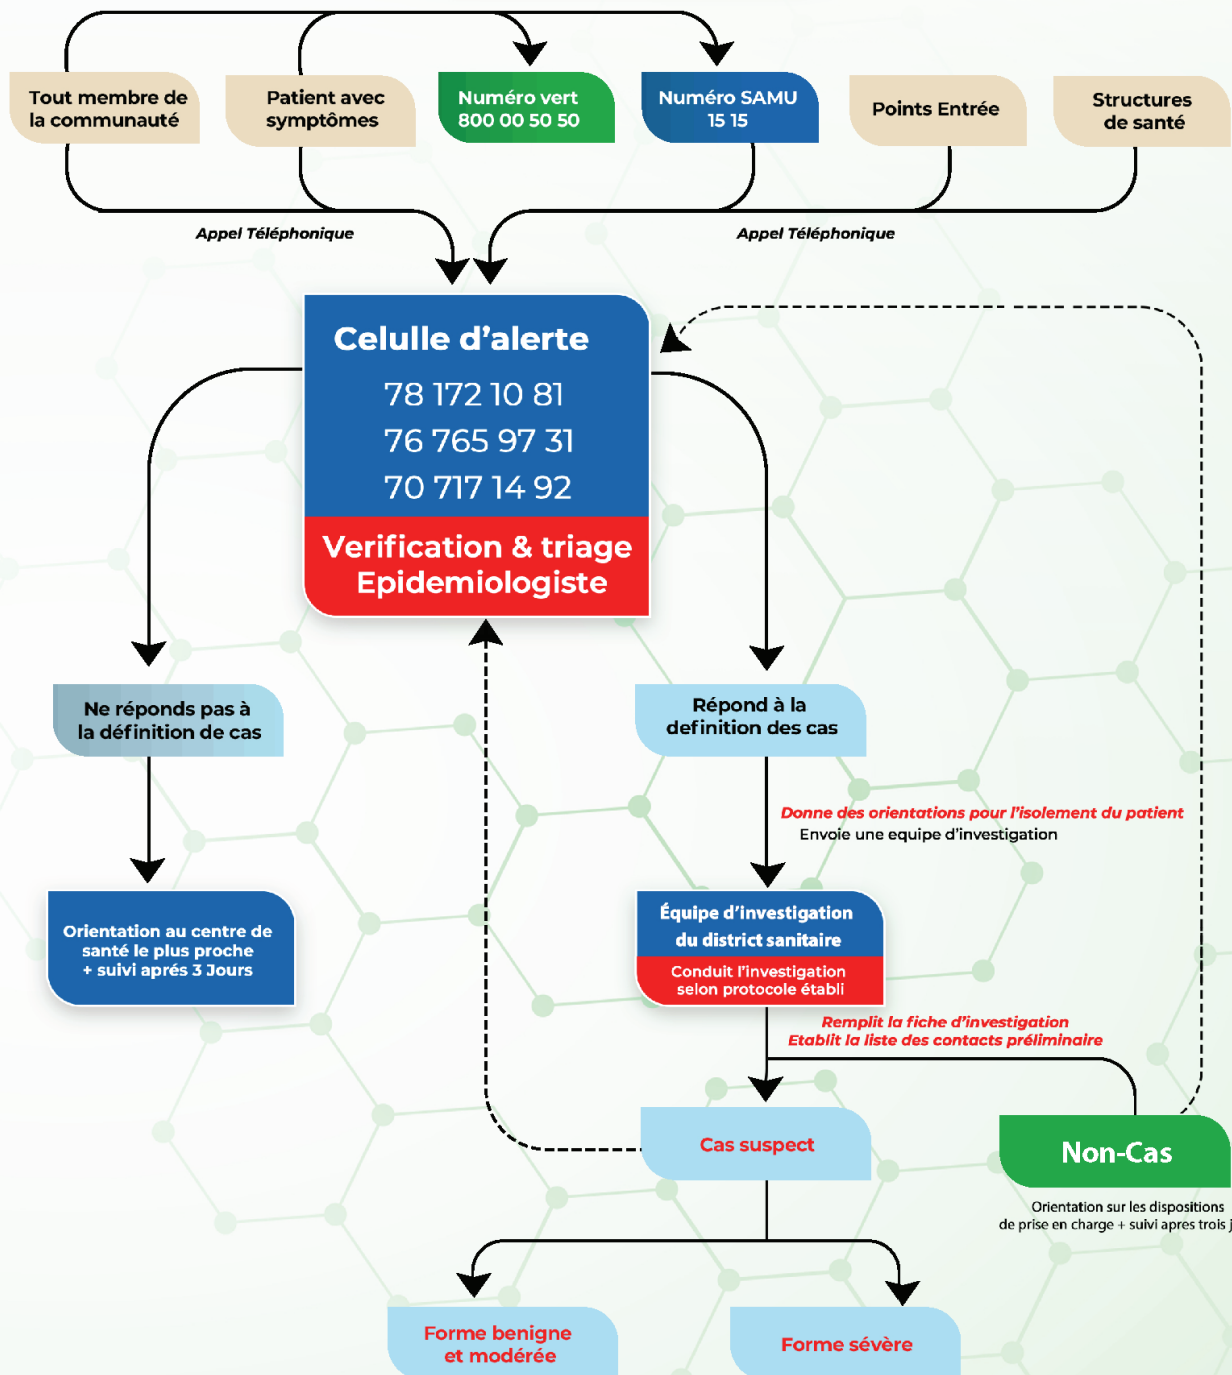 Tout membre de
la communauté
Patient avec
symptômes
Numéro vert
800 00 50 50
Numéro SAMU
15 15
Points Entrée
Structures
de santé
Appel Téléphonique
Appel Téléphonique
Celulle d'alerte
78 172 10 81
76 765 97 31
70 717 14 92
Verification & triage
Epidemiologiste
Ne réponds pas à
la définition de cas
Répond à la
definition des cas
Donne des orientations pour l'isolement du patient
Envoie une equipe d'investigation
Orientation au centre de
santé le plus proche
+ suivi aprés 3 Jours
Équipe d'investigation
du district sanitaire
Conduit l'investigation
selon protocole établi
Remplit la fiche d'investigation
Etablit la liste des contacts préliminaire
Cas suspect
Non-Cas
Orientation sur les dispositions
de prise en charge + suivi apres trois j
Forme benigne
et modérée
Forme sévère